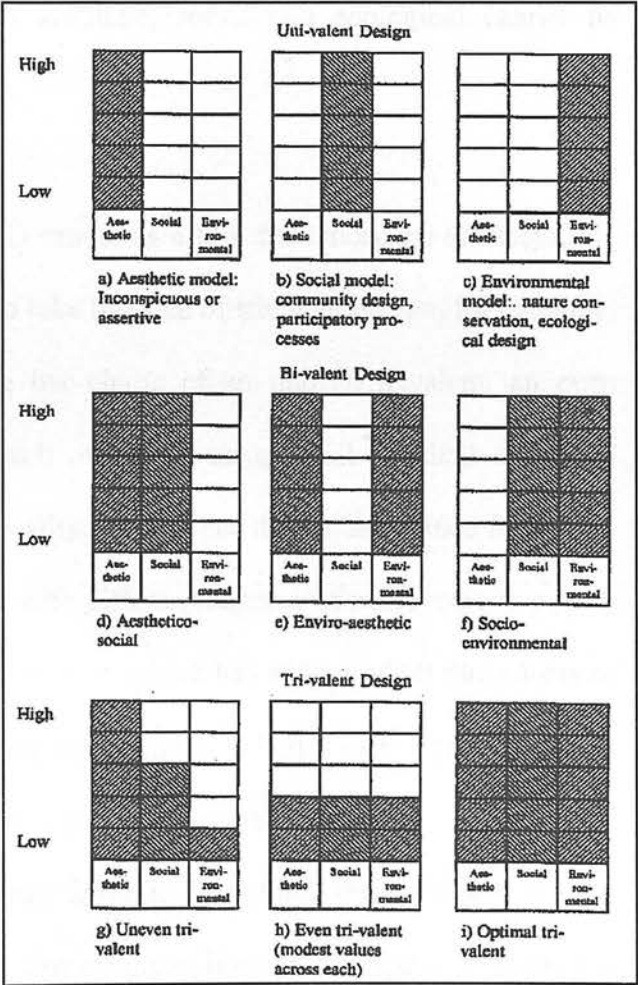 Uni-valent Design
High
Low
Aes-
thetic
Social
Envi-
ron-
mental
Aes-
thetic
Social
Envi-
ron-
mental
Aes-
thetic
Social
Envi-
ron-
mental
a) Aesthetic model:
Inconspicuous or
assertive
b) Social model:
community design,
participatory pro-
cesses
c) Environmental
model:. nature con-
servation, ecologi-
cal design
Bi-valent Design
High
Low
Aes-
thetic
Social
Envi-
ron-
mental
Aes-
thetic
Social
Envi-
ron-
mental
Aes-
thetic
Social
Envi-
ron-
mental
d) Aesthetico-
social
e) Enviro-aesthetic
f) Socio-
environmental
Tri-valent Design
High
Low
Aes-
thetic
Social
Envi-
ron-
mental
Aes-
thetic
Social
Envi-
ron-
mental
Aes-
thetic
Social
Envi-
ron-
mental
g) Uneven tri-
valent
h) Even tri-valent
(modest values
across each)
i) Optimal tri-
valent